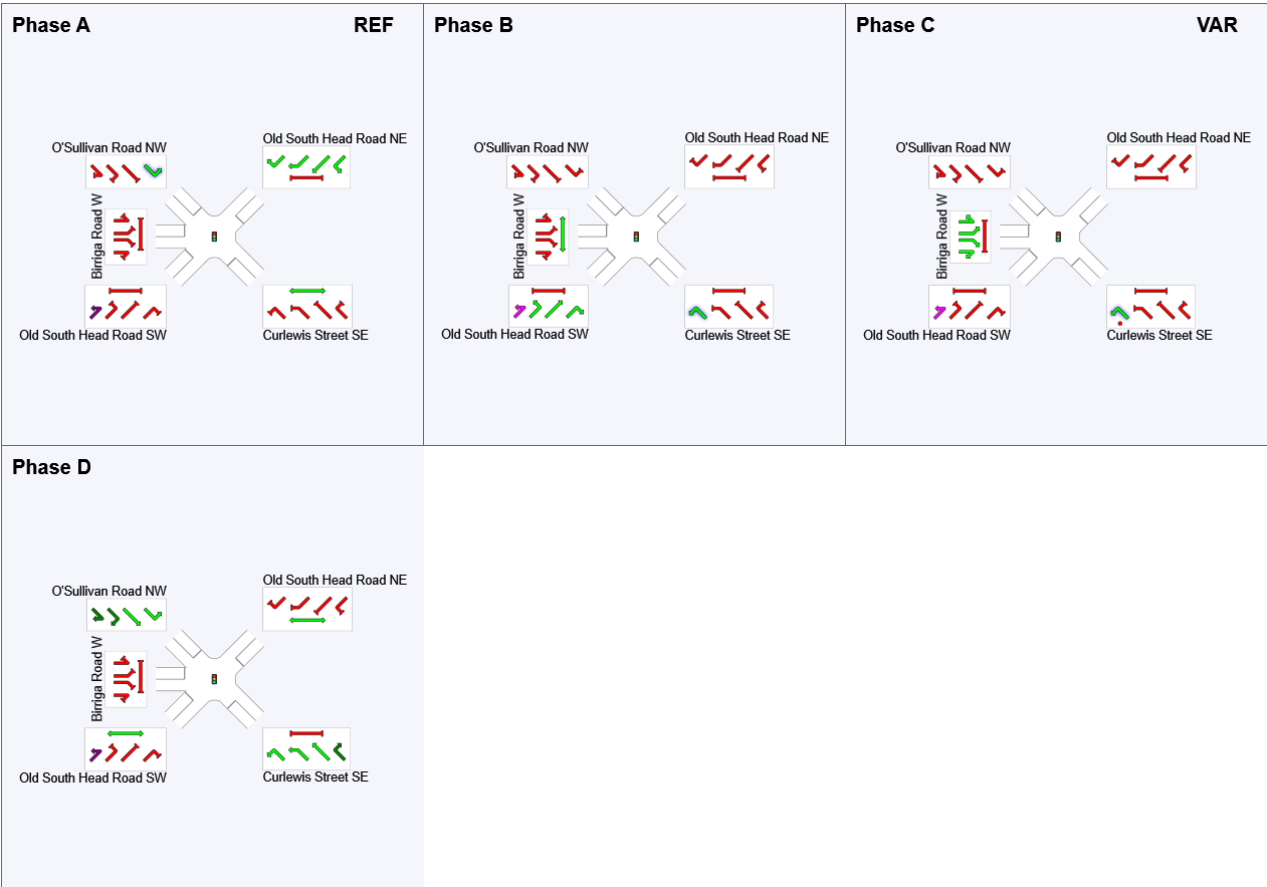 Phase A
REF
O'Sullivan Road NW
Old South Head Road NE
Birriga Road W
Old South Head Road SW
Curlewis Street SE
Phase B
O'Sullivan Road NW
Old South Head Road NE
Birriga Road W
Old South Head Road SW
Curlewis Street SE
Phase C
VAR
O'Sullivan Road NW
Old South Head Road NE
Birriga Road W
Old South Head Road SW
Curlewis Street SE
Phase D
O'Sullivan Road NW
Old South Head Road NE
Birriga Road W
Old South Head Road SW
Curlewis Street SE